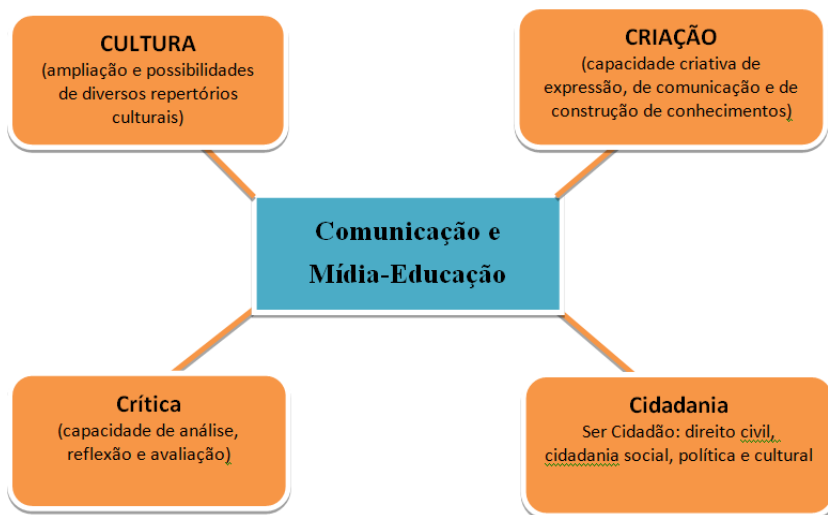 CULTURA
(ampliação e possibilidades
de diversos repertórios
culturais)
CRIAÇÃO
(capacidade criativa de
expressão, de comunicação e de
construção de conhecimentos)
Comunicação e
Mídia-Educação
Crítica
(capacidade de análise,
reflexão e avaliação)
Cidadania
Ser Cidadão: direito civil,
cidadania social, política e cultural